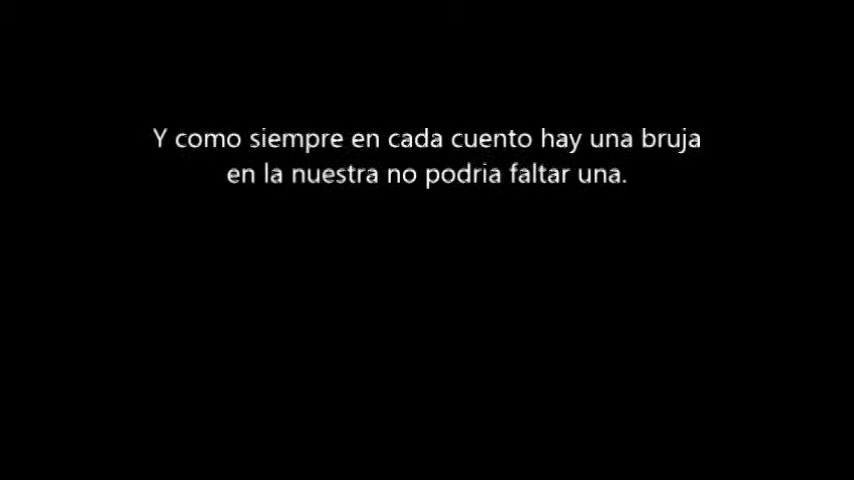 Y como siempre en cada cuento hay una bruja
en la nuestra no podria faltar una.